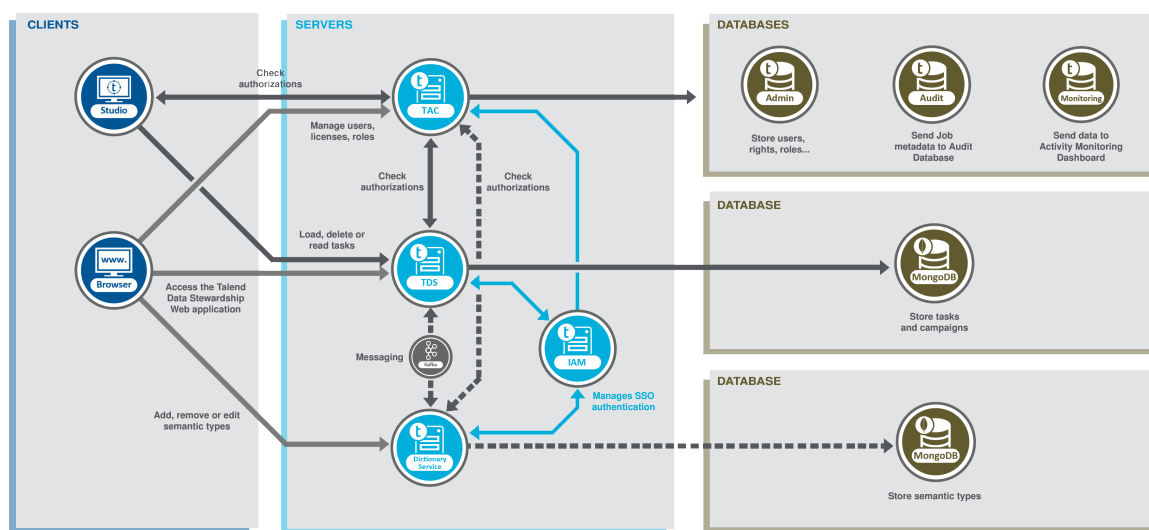 CLIENTS
SERVERS
DATABASES
Check
authorizations
t
Studio
t
TAC
t
Admin
t
Audit
t
Monitoring
Manage users,
licenses, roles
Store users,
rights, roles...
Send Job
metadata to Audit
Database
Send data to
Activity Monitoring
Dashboard
Check
authorizations
Check
authorizations
DATABASE
Load, delete or
read tasks
www.
Browser
t
TDS
MongoDB
Access the Talend
Data Stewardship
Web application
Store tasks
and campaigns
Messaging
Kafka
t
IAM
DATABASE
Manages SSO
authentication
Add, remove or edit
semantic types
t
Dictionary
Service
MongoDB
Store semantic types